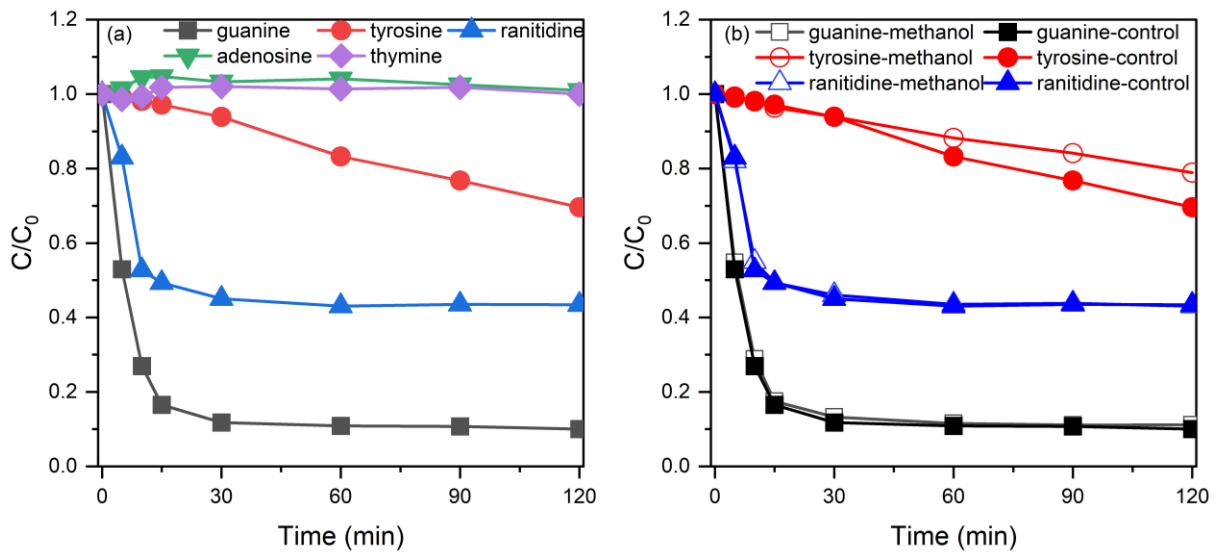 (a) guanine tyrosine ranitidine
adenosine thymine
1.2
1.0
0.8
0.6
0.4
0.2
0.0
C/C0
0 30 60 90 120
Time (min)
(b) guanine-methanol guanine-control
tyrosine-methanol tyrosine-control
ranitidine-methanol ranitidine-control
1.2
1.0
0.8
0.6
0.4
0.2
0.0
C/C0
0 30 60 90 120
Time (min)